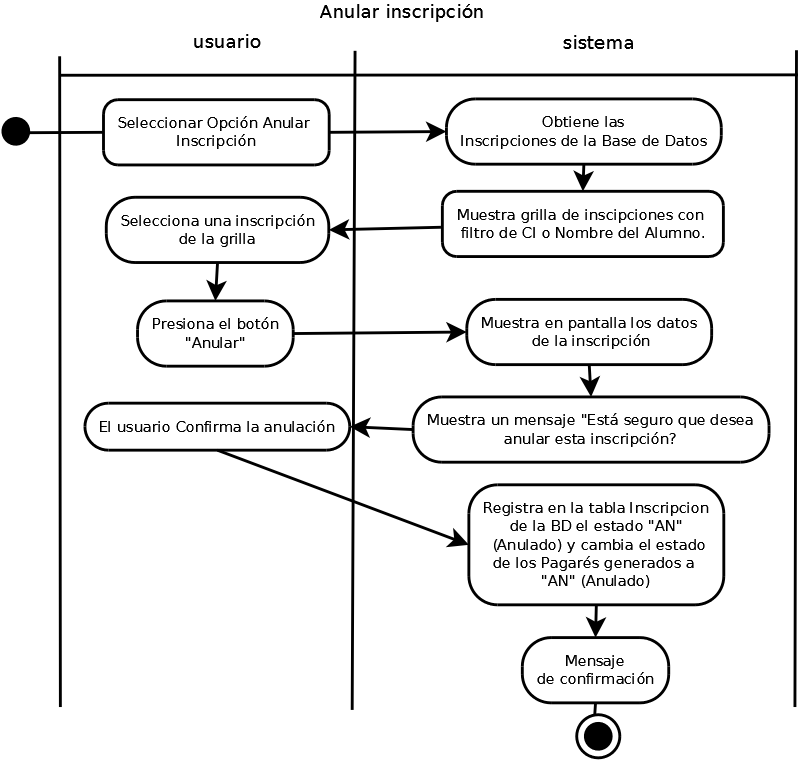 Anular inscripción
usuario
sistema
Seleccionar Opción Anular
Inscripción
Obtiene las
Inscripciones de la Base de Datos
Muestra grilla de inscipciones con
filtro de CI o Nombre del Alumno.
Selecciona una inscripción
de la grilla
Presiona el botón
"Anular"
Muestra en pantalla los datos
de la inscripción
Muestra un mensaje "Está seguro que desea
anular esta inscripción?
El usuario Confirma la anulación
Registra en la tabla Inscripcion
de la BD el estado "AN"
(Anulado) y cambia el estado
de los Pagarés generados a
"AN" (Anulado)
Mensaje
de confirmación